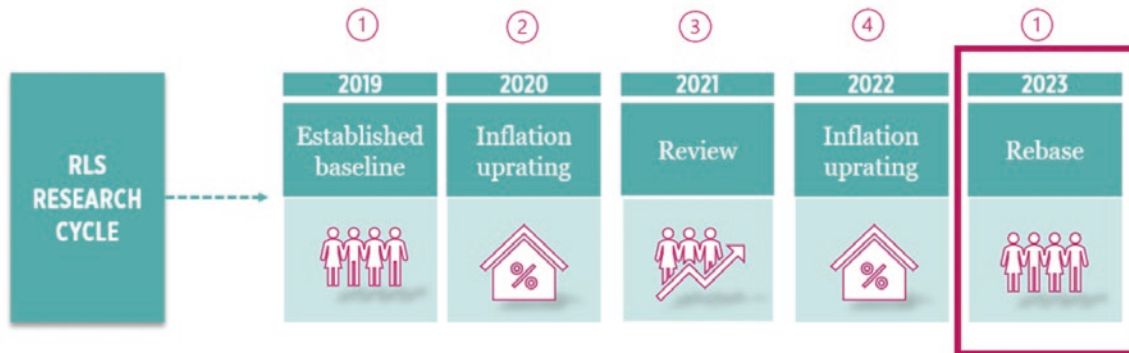 1
2
3
4
1
RLS
RESEARCH
CYCLE
2019
Established
baseline
%
2020
Inflation
uprating
%
2021
Review
2022
Inflation
uprating
2023
Rebase